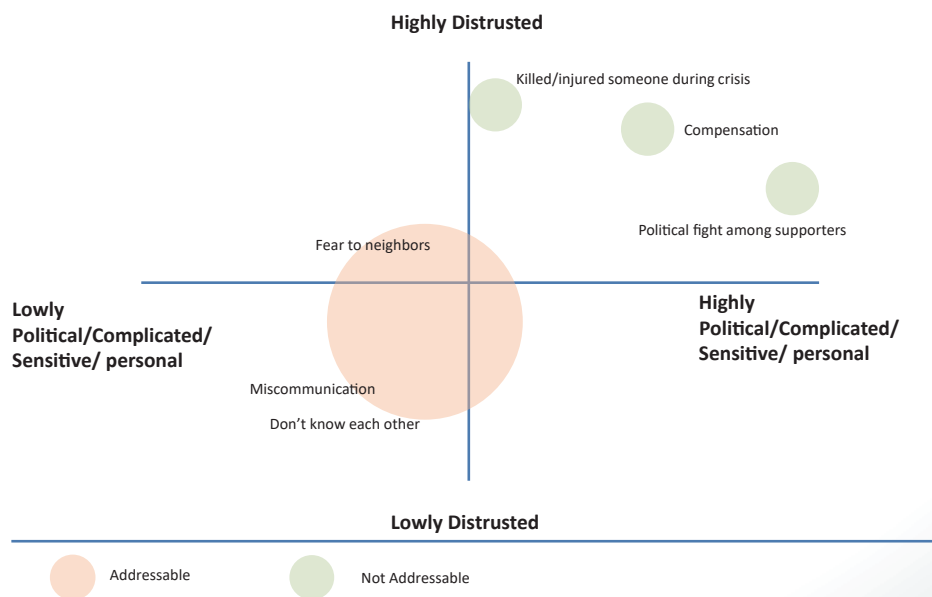 Highly Distrusted
Killed/injured someone during crisis
Compensation
Political fight among supporters
Fear to neighbors
Lowly
Political/Complicated/
Sensitive/ personal
Highly
Political/Complicated/
Sensitive/ personal
Miscommunication
Don't know each other
Lowly Distrusted
Addressable
Not Addressable